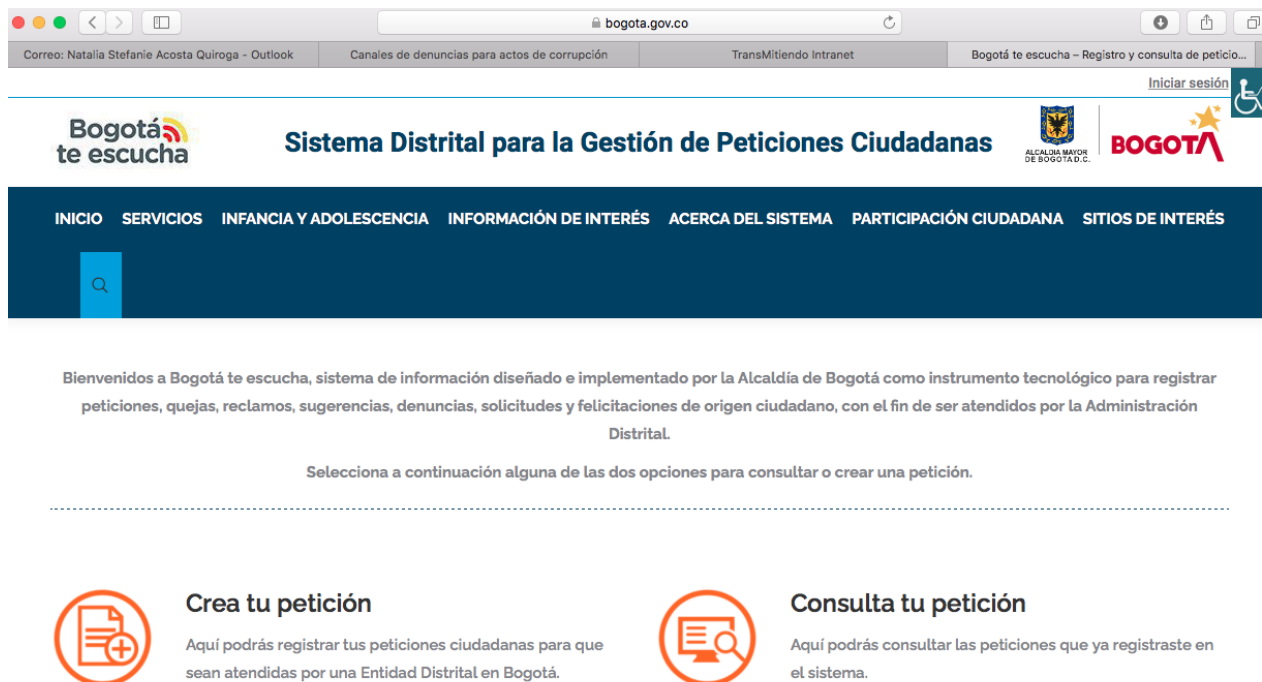 bogota.gov.co
Correo: Natalia Stefanie Acosta Quiroga - Outlook
Canales de denuncias para actos de corrupción
TransMitiendo Intranet
Bogotá te escucha – Registro y consulta de peticio...
Iniciar sesión
Bogotá
te escucha
Sistema Distrital para la Gestión de Peticiones Ciudadanas
ALCALDIA MAYOR
DE BOGOTA D.C.
BOGOTA
INICIO SERVICIOS INFANCIA Y ADOLESCENCIA INFORMACIÓN DE INTERÉS ACERCA DEL SISTEMA PARTICIPACIÓN CIUDADANA SITIOS DE INTERÉS
Bienvenidos a Bogotá te escucha, sistema de información diseñado e implementado por la Alcaldía de Bogotá como instrumento tecnológico para registrar
peticiones, quejas, reclamos, sugerencias, denuncias, solicitudes y felicitaciones de origen ciudadano, con el fin de ser atendidos por la Administración
Distrital.
Selecciona a continuación alguna de las dos opciones para consultar o crear una petición.
Crea tu petición
Aquí podrás registrar tus peticiones ciudadanas para que
sean atendidas por una Entidad Distrital en Bogotá.
Consulta tu petición
Aquí podrás consultar las peticiones que ya registraste en
el sistema.